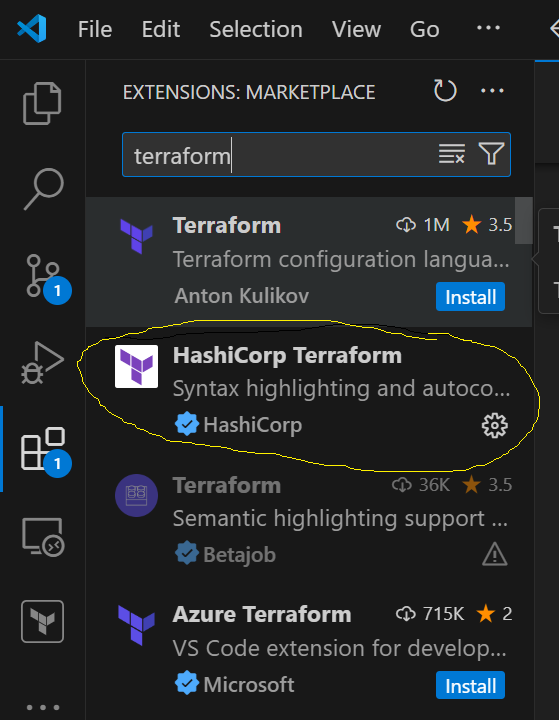 File Edit Selection View Go ...
EXTENSIONS: MARKETPLACE
terraform
Terraform 1M 3.5
Terraform configuration langua...
Anton Kulikov Install
HashiCorp Terraform
Syntax highlighting and autoco...
HashiCorp
1
Terraform 36K 3.5
Semantic highlighting support ...
Betajob
1
Azure Terraform 715K 2
VS Code extension for develop...
Microsoft Install